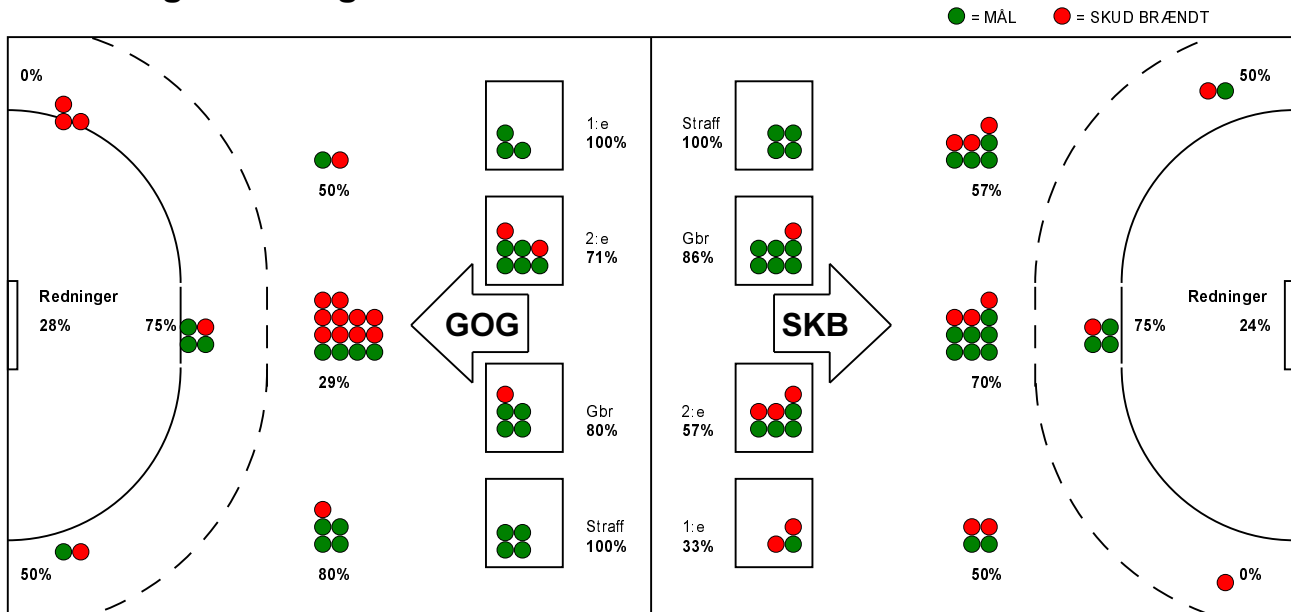 = MÅL
= SKUD BRÆNDT
0%
50%
1:e
100%
Straff
100%
50%
57%
2:e
71%
Gbr
86%
Redninger
28%
75%
GOG
SKB
75%
Redninger
24%
29%
70%
Gbr
80%
2:e
57%
Straff
100%
1:e
33%
50%
80%
50%
0%